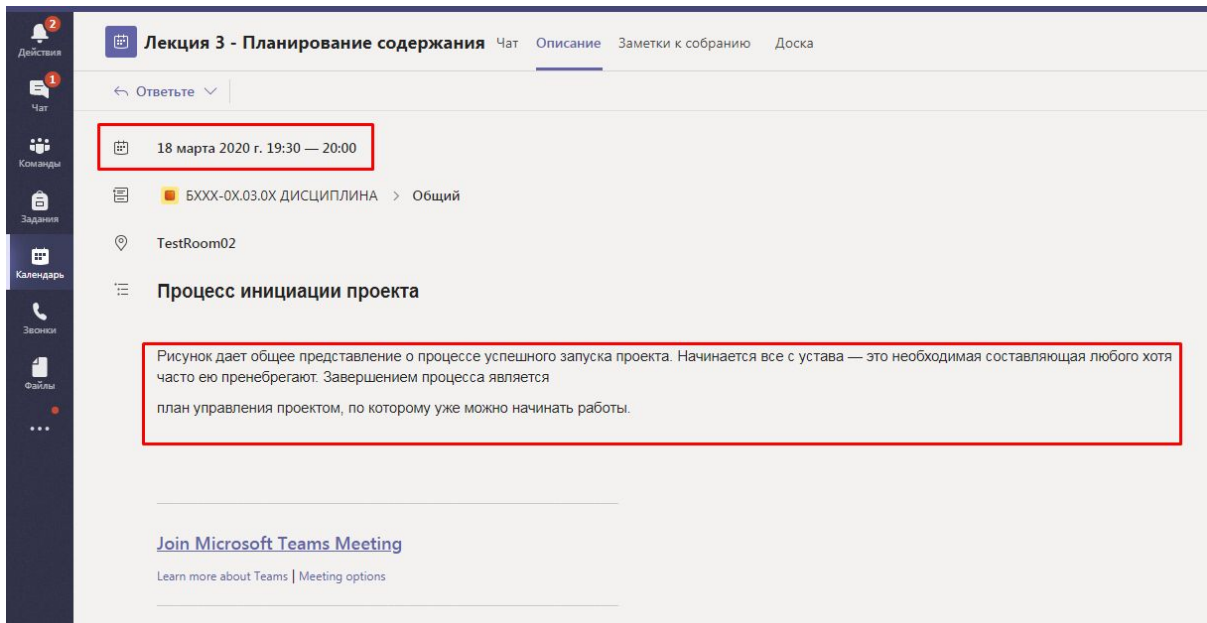 2
Действия
1
Чат
Команды
Задания
Календарь
Звонки
Файлы
Лекция 3 - Планирование содержания Чат Описание Заметки к собранию Доска
Ответьте
18 марта 2020 г. 19:30 — 20:00
БХХХ-0Х.03.0Х ДИСЦИПЛИНА > Общий
TestRoom02
Процесс инициации проекта
Рисунок дает общее представление о процессе успешного запуска проекта. Начинается все с устава — это необходимая составляющая любого хотя
часто ею пренебрегают. Завершением процесса является
план управления проектом, по которому уже можно начинать работы.
Join Microsoft Teams Meeting
Learn more about Teams | Meeting options